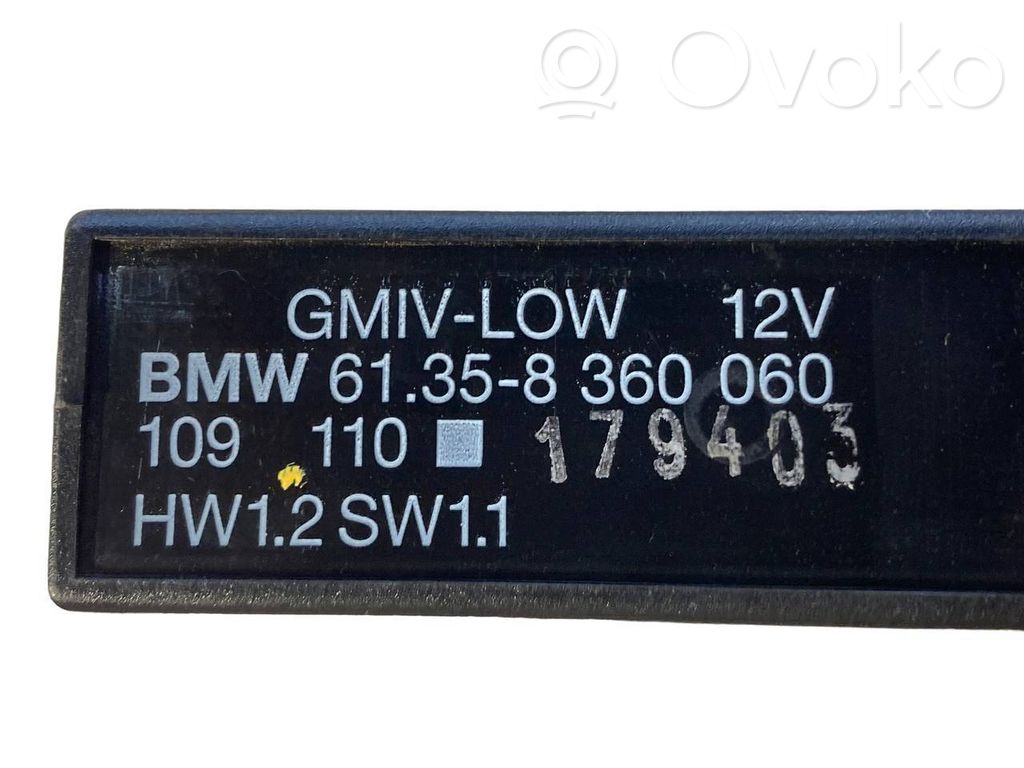 Ovoko
GMIV-LOW 12V
BMW 61.35-8 360 060
109 110 179403
HW1.2 SW1.1